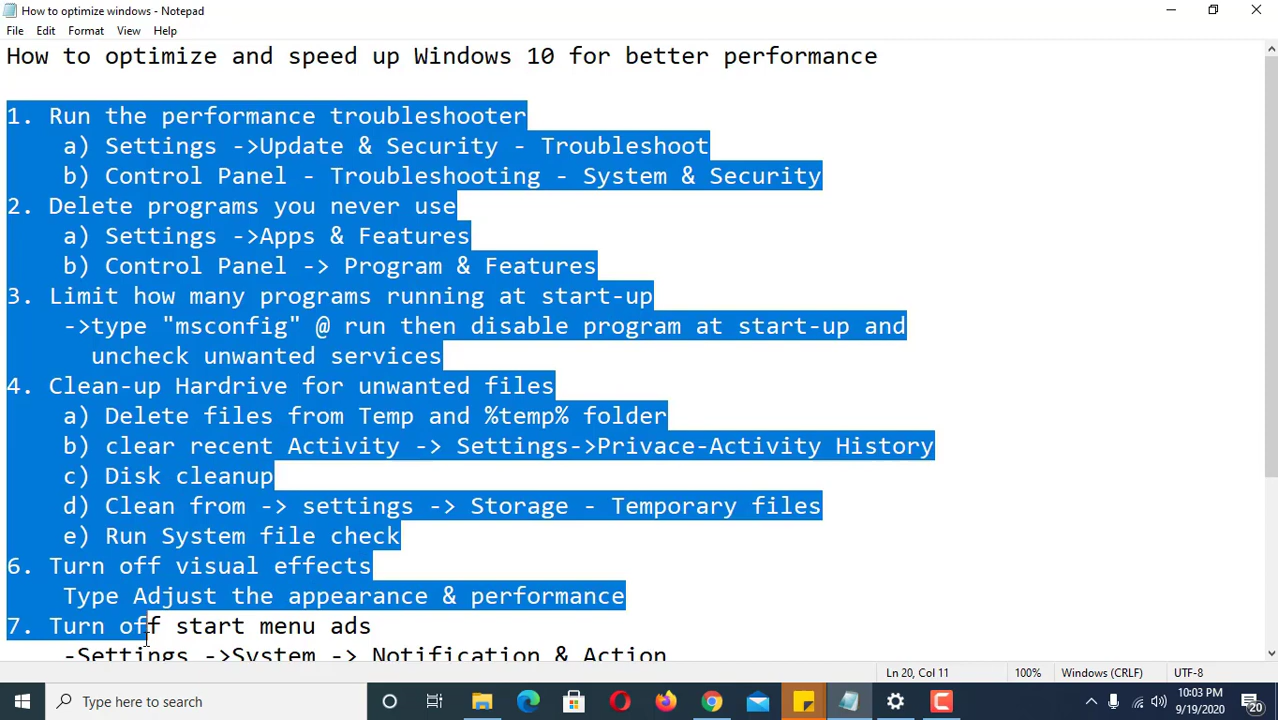 How to optimize windows - Notepad
File Edit Format View Help
How to optimize and speed up Windows 10 for better performance
1. Run the performance troubleshooter
a) Settings ->Update & Security - Troubleshoot
b) Control Panel - Troubleshooting - System & Security
2. Delete programs you never use
a) Settings ->Apps & Features
b) Control Panel -> Program & Features
3. Limit how many programs running at start-up
->type "msconfig" @ run then disable program at start-up and
uncheck unwanted services
4. Clean-up Hardrive for unwanted files
a) Delete files from Temp and %temp% folder
b) clear recent Activity -> Settings->Privace-Activity History
c) Disk cleanup
d) Clean from -> settings -> Storage - Temporary files
e) Run System file check
6. Turn off visual effects
Type Adjust the appearance & performance
7. Turn off start menu ads
-Settings ->System -> Notification & Action
Ln 20, Col 11 100% Windows (CRLF) UTF-8
Type here to search
10:03 PM
9/19/2020
20